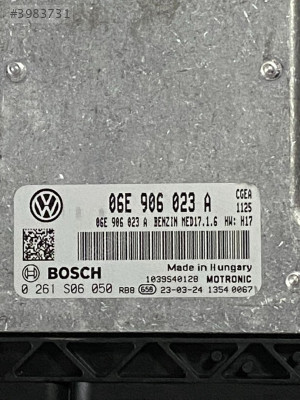 #3983731
06E 906 023 A CGEA
1125
06E 906 023 A BENZIN MED17.1.6 HW: H17
Made in Hungary
BOSCH 1039S40128 MOTRONIC
0 261 S06 050 RB8 658 23-03-24 1354 0067